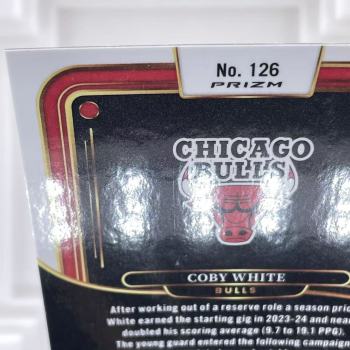 No. 126
PRIZM
CHICAGO
BULLS
COBY WHITE
BULLS
After working out of a reserve role a season prior,
White earned the starting gig in 2023-24 and nearly
doubled his scoring average (9.7 to 19.1 PPG).
The young guard entered the following campaign